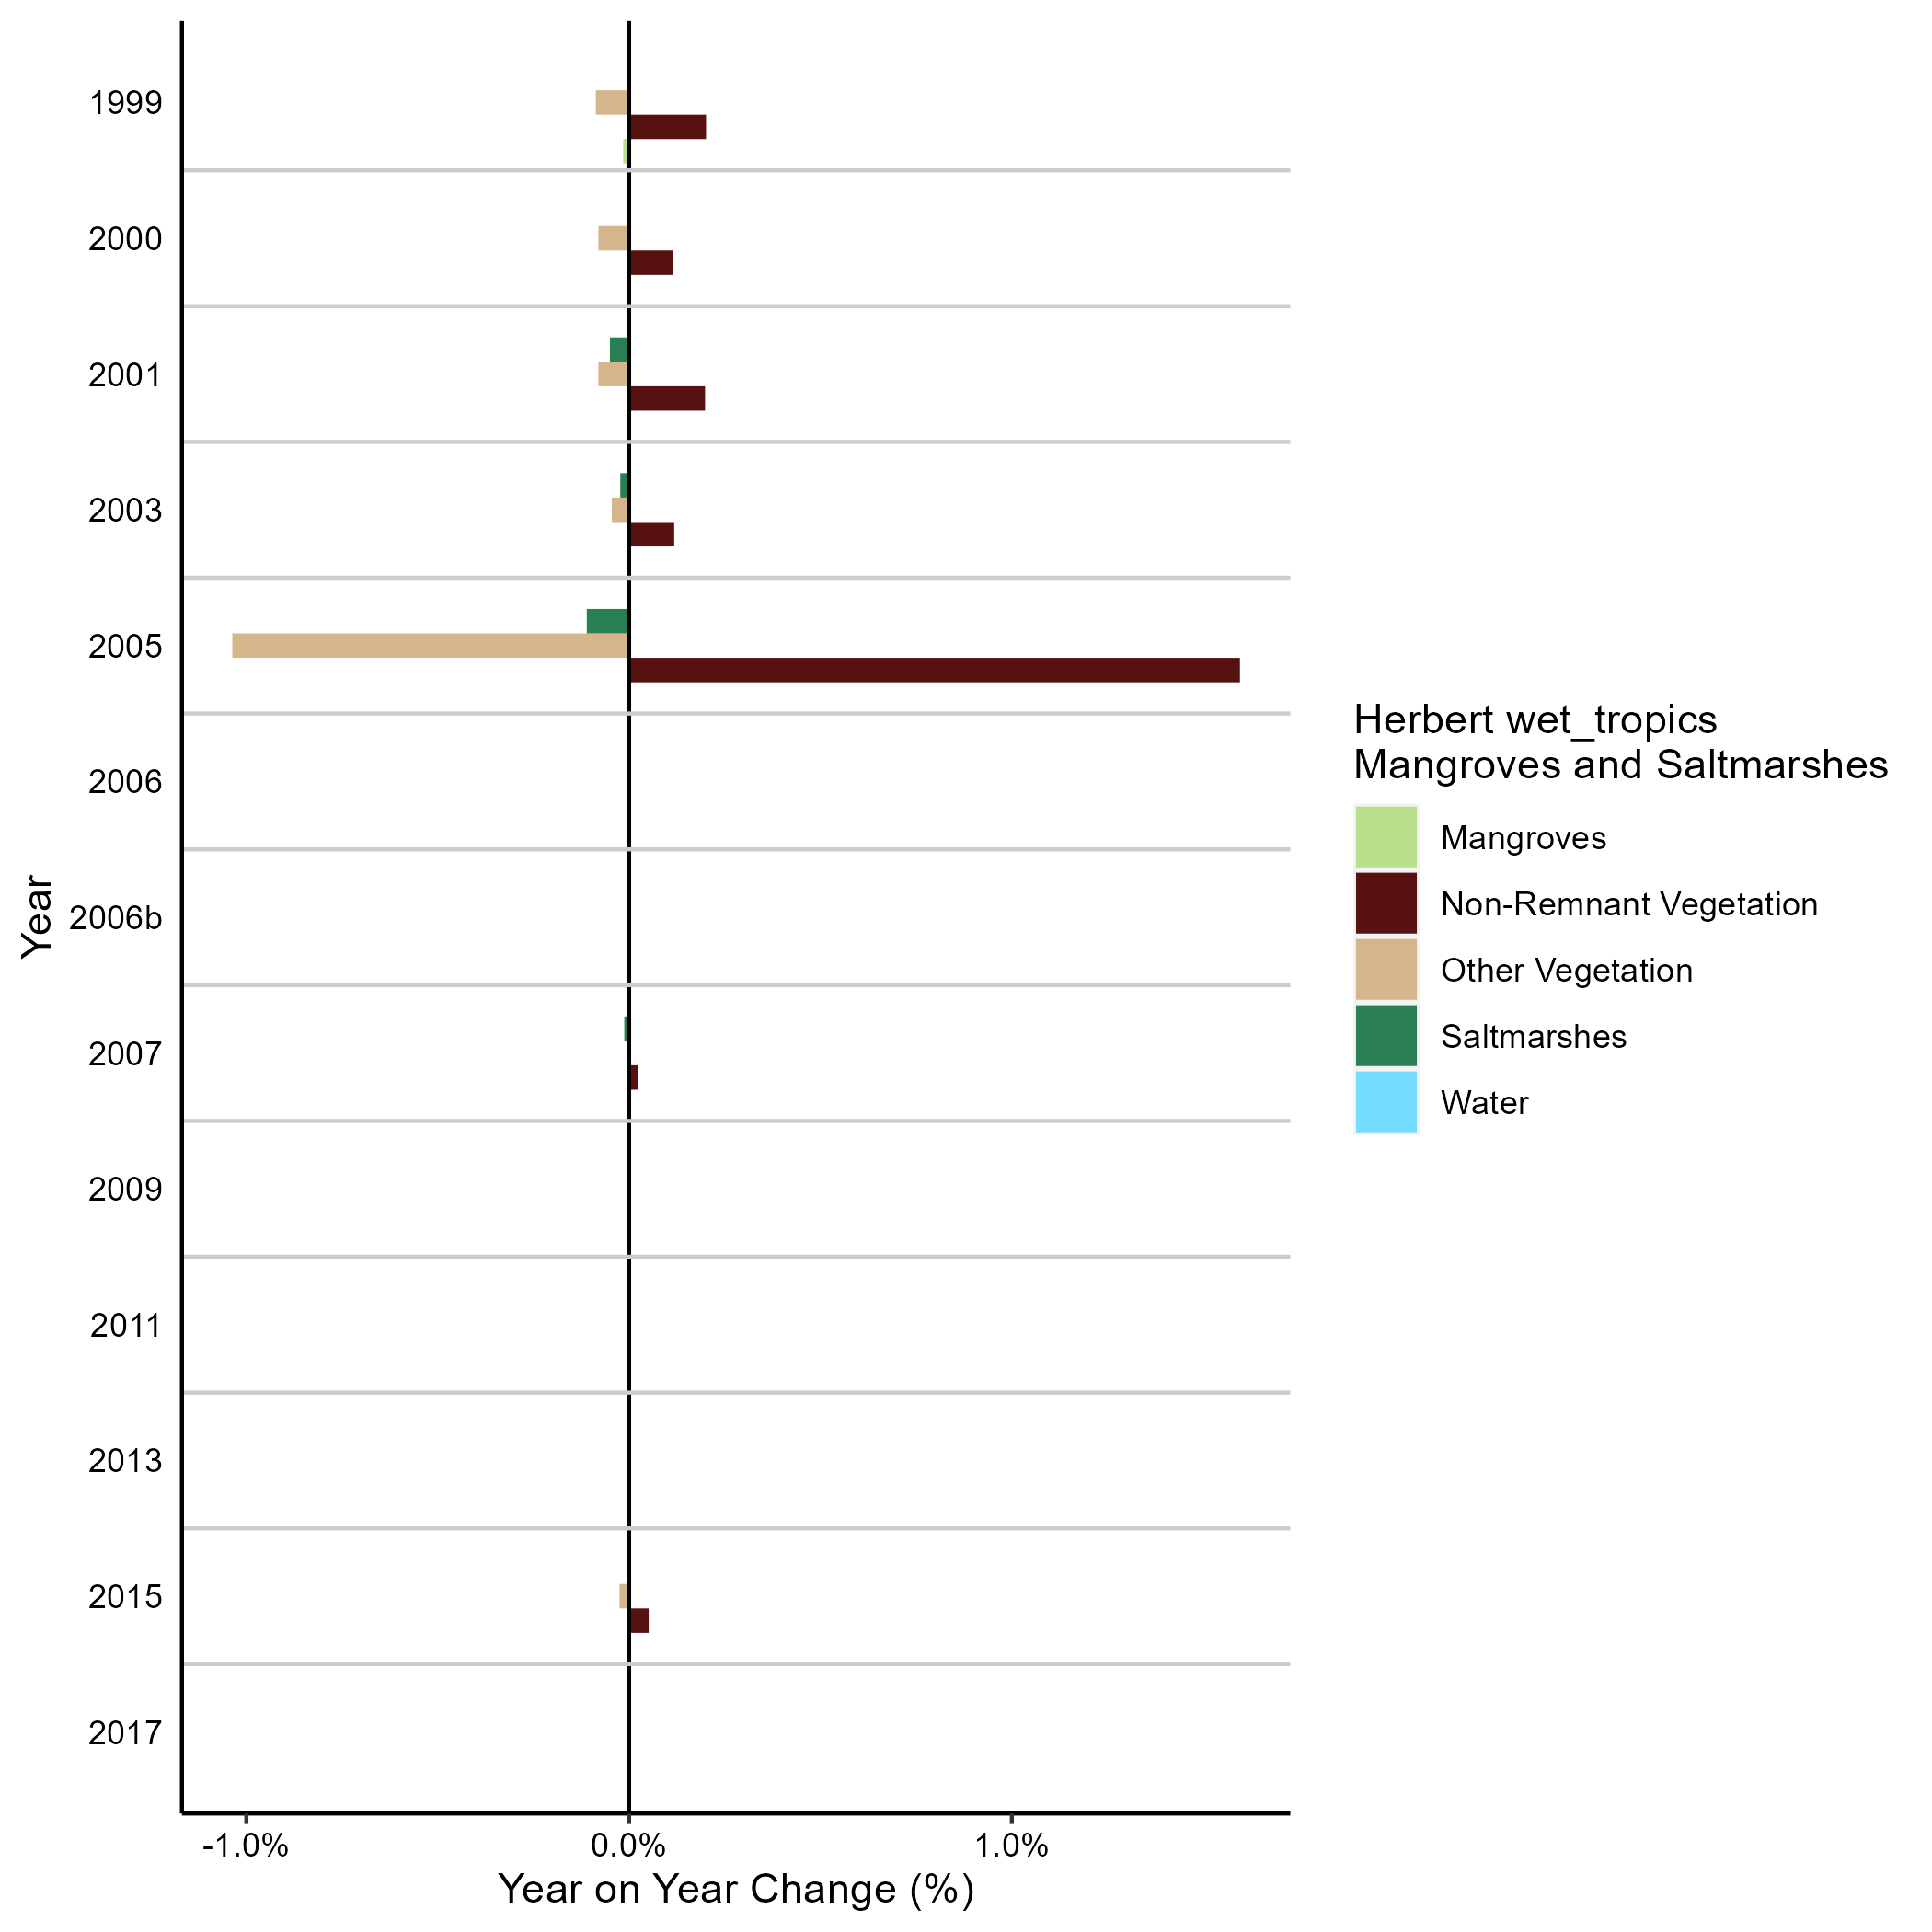 1999
2000
2001
2003
2005
2006
2006b
2007
2009
2011
2013
2015
2017
Year
-1.0%
0.0%
1.0%
Year on Year Change (%)
Herbert wet_tropics
Mangroves and Saltmarshes
Mangroves
Non-Remnant Vegetation
Other Vegetation
Saltmarshes
Water